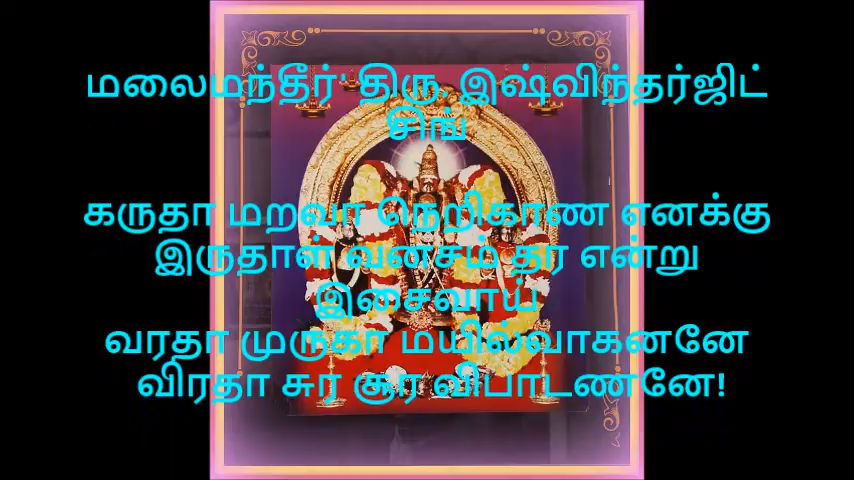 மலைமந்தீர்' திரு. இஷ்விந்தர்ஜிட்
சிங்
கருதா மறவா நெறிகாண எனக்கு
இருதாள் வனசம் தர என்று
இசைவாய்
வரதா முருகா மயில்வாகனனே
விரதா சுர சூர விபாடணனே!